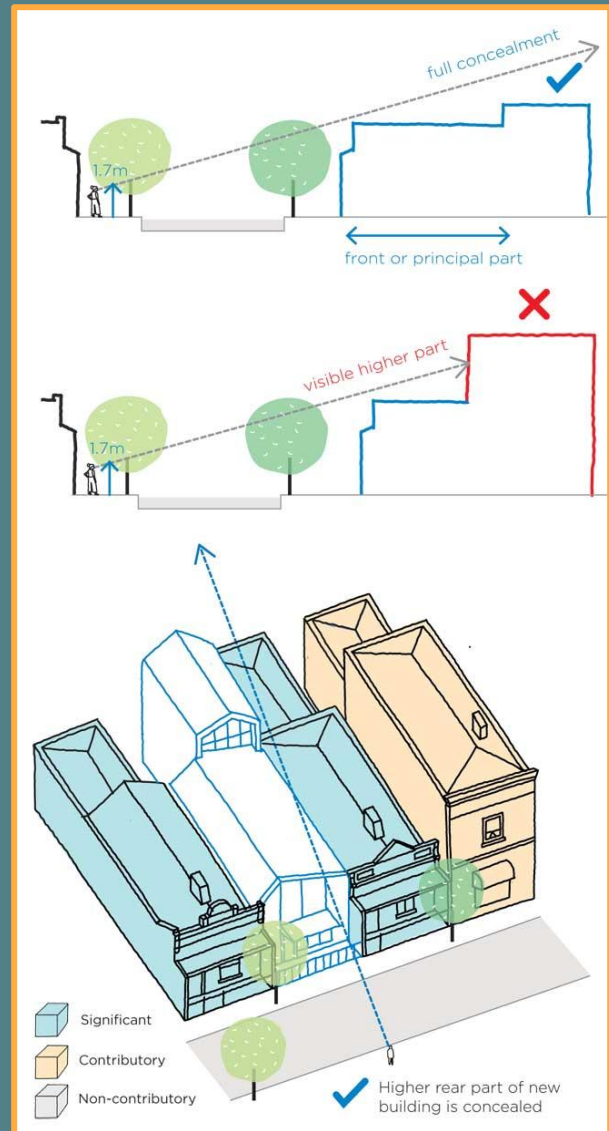 full concealment
1.7m
front or principal part
visible higher part
1.7m
Significant
Contributory
Non-contributory
Higher rear part of new
building is concealed